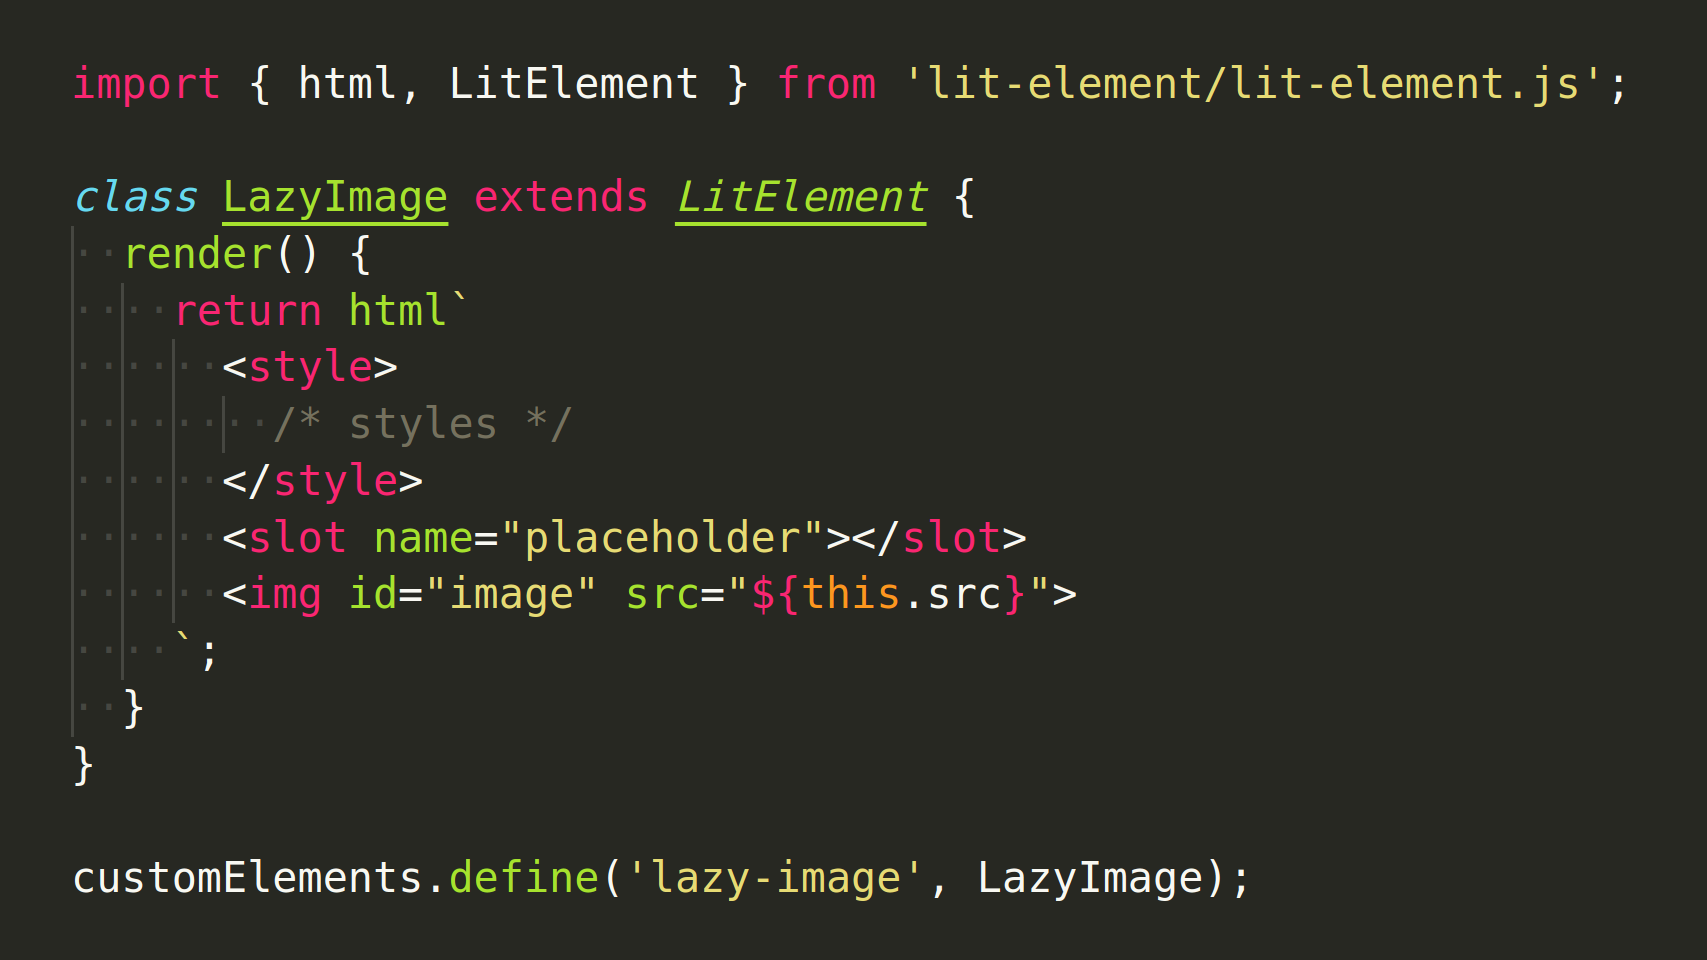 import { html, LitElement } from 'lit-element/lit-element.js';
class LazyImage extends LitElement {
  render() {
    return html`
      <style>
        /* styles */
      </style>
      <slot name="placeholder"></slot>
      <img id="image" src="${this.src}">
    `;
  }
}
customElements.define('lazy-image', LazyImage);